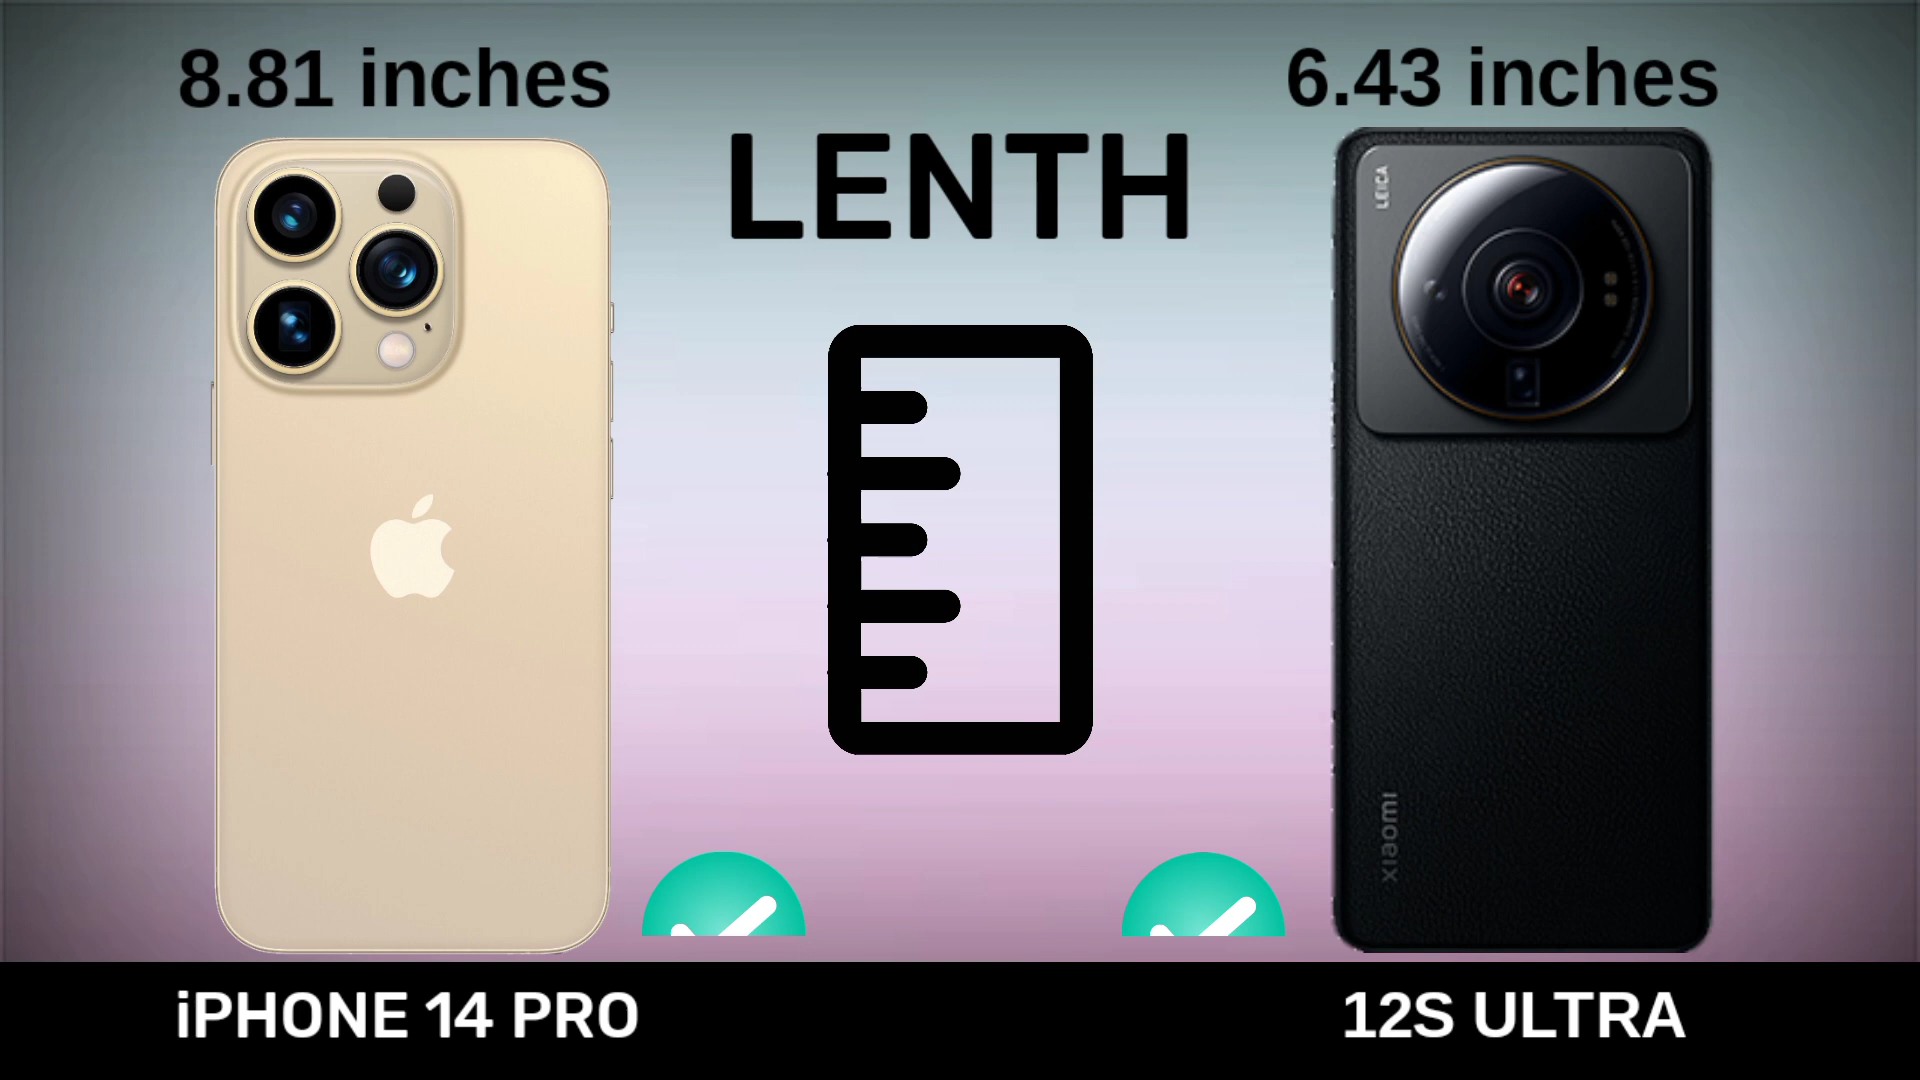 8.81 inches
6.43 inches
LENTH
LEICA
xiaomi
iPHONE 14 PRO
12S ULTRA